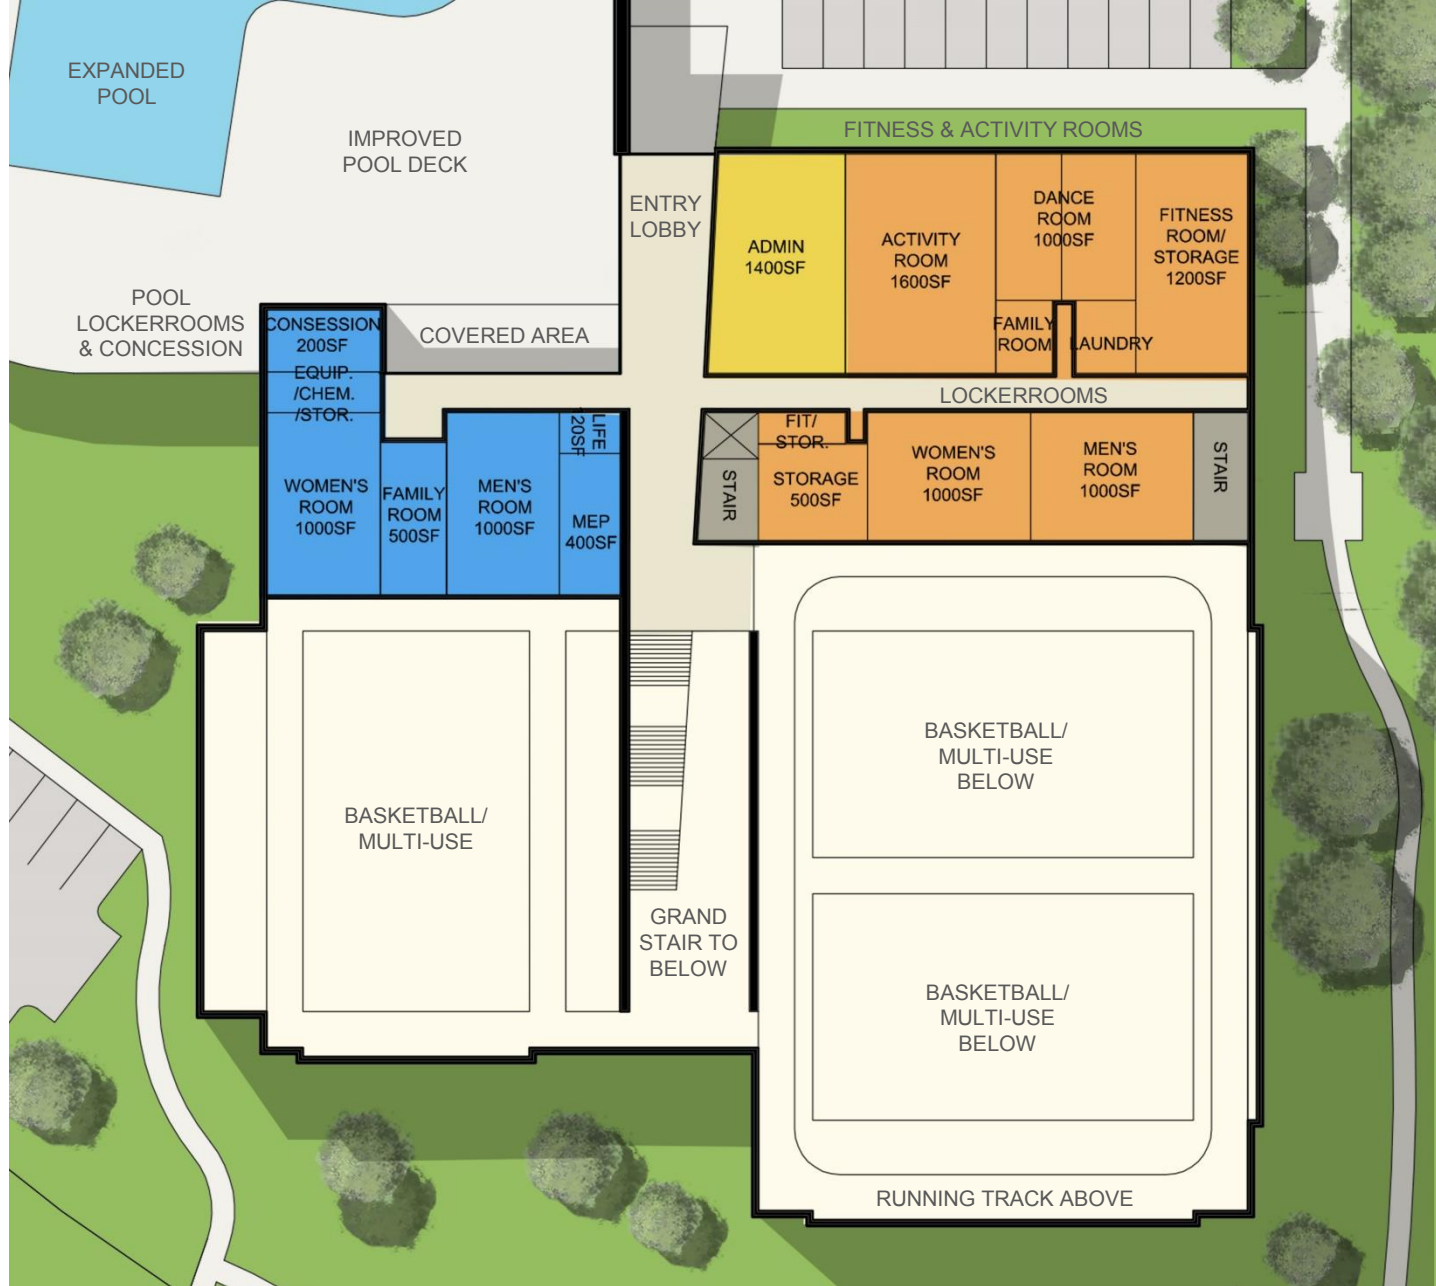 EXPANDED
POOL
IMPROVED
POOL DECK
FITNESS & ACTIVITY ROOMS
ENTRY
LOBBY
ADMIN
1400SF
ACTIVITY
ROOM
1600SF
DANCE
ROOM
1000SF
FITNESS
ROOM/
STORAGE
1200SF
FAMILY
ROOM
LAUNDRY
POOL
LOCKERROOMS
& CONCESSION
CONSESSION
200SF
COVERED AREA
EQUIP.
/CHEM.
/STOR.
LOCKERROOMS
LIFE
120SF
WOMEN'S
ROOM
1000SF
FAMILY
ROOM
500SF
MEN'S
ROOM
1000SF
MEP
400SF
STAIR
FIT/
STOR.
STORAGE
500SF
WOMEN'S
ROOM
1000SF
MEN'S
ROOM
1000SF
STAIR
BASKETBALL/
MULTI-USE
GRAND
STAIR TO
BELOW
BASKETBALL/
MULTI-USE
BELOW
BASKETBALL/
MULTI-USE
BELOW
RUNNING TRACK ABOVE